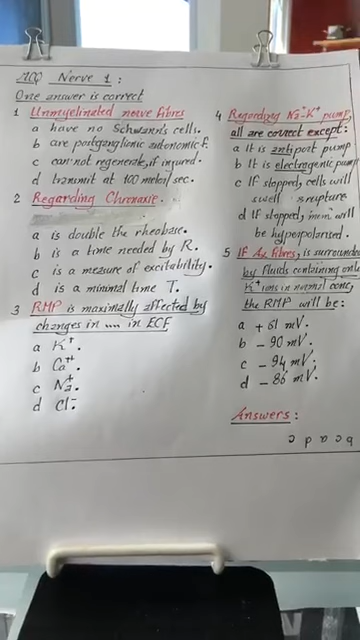 MCQ Nerve 1 :
One answer is correct
1 Unmyelinated nerve fibres
a have no Schwann's cells.
b are postganglionic autonomic f.
c can not regenerate, if injured.
d transmit at 100 meter/sec.
2 Regarding Chronaxie.
a is double the rheobase.
b is a time needed by R.
c is a mezure of excitability.
d is a minimal time T.
3 RMP is maximally affected by
changes in .... in ECF
a K+.
b Ca++.
c Na+.
d Cl-.
4 Regarding Na+-K+ pump,
all are correct except:
a It is antiport pump
b It is electrogenic pump
c If stopped, cells will
swell & rupture
d If stopped, mem will
be hyperpolarised.
5 If Ax fibres, is surrounded
by fluids containing only
K+ ions in normal conc,
the RMP will be:
a + 61 mV.
b - 90 mV.
c - 94 mV.
d - 86 mV.
Answers:
b c a d c